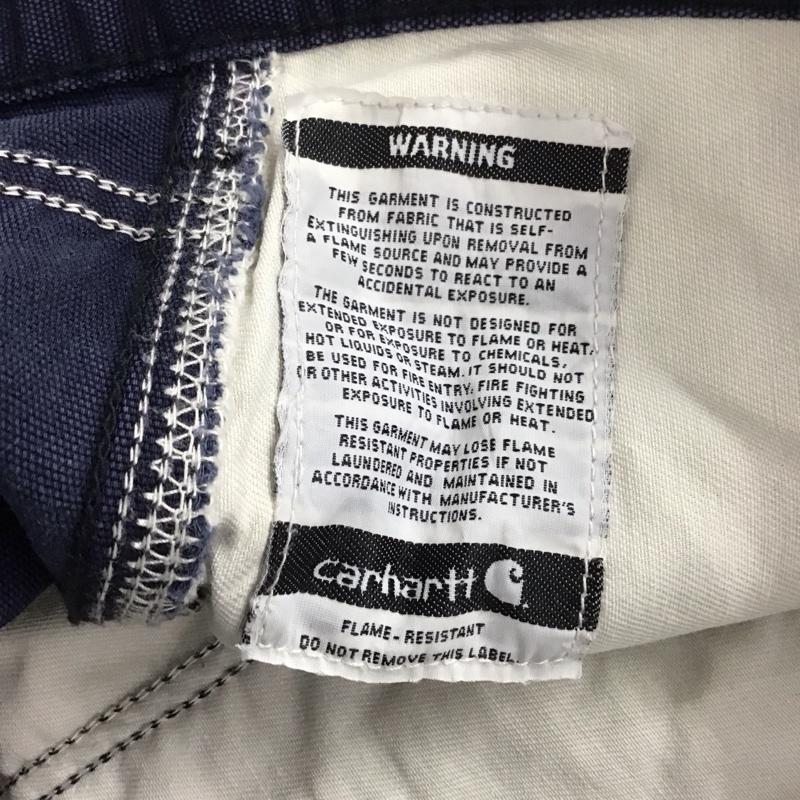 WARNING
THIS GARMENT IS CONSTRUCTED
FROM FABRIC THAT IS SELF-
EXTINGUISHING UPON REMOVAL FROM
A FLAME SOURCE AND MAY PROVIDE A
FEW SECONDS TO REACT TO AN
ACCIDENTAL EXPOSURE.
THE GARMENT IS NOT DESIGNED FOR
EXTENDED EXPOSURE TO FLAME OR HEAT,
OR FOR EXPOSURE TO CHEMICALS,
HOT LIQUIDS OR STEAM. IT SHOULD NOT
BE USED FOR FIRE ENTRY, FIRE FIGHTING
OR OTHER ACTIVITIES INVOLVING EXTENDED
EXPOSURE TO FLAME OR HEAT.
THIS GARMENT MAY LOSE FLAME
RESISTANT PROPERTIES IF NOT
LAUNDERED AND MAINTAINED IN
ACCORDANCE WITH MANUFACTURER'S
INSTRUCTIONS.
carhartt
FLAME-RESISTANT
DO NOT REMOVE THIS LABEL.